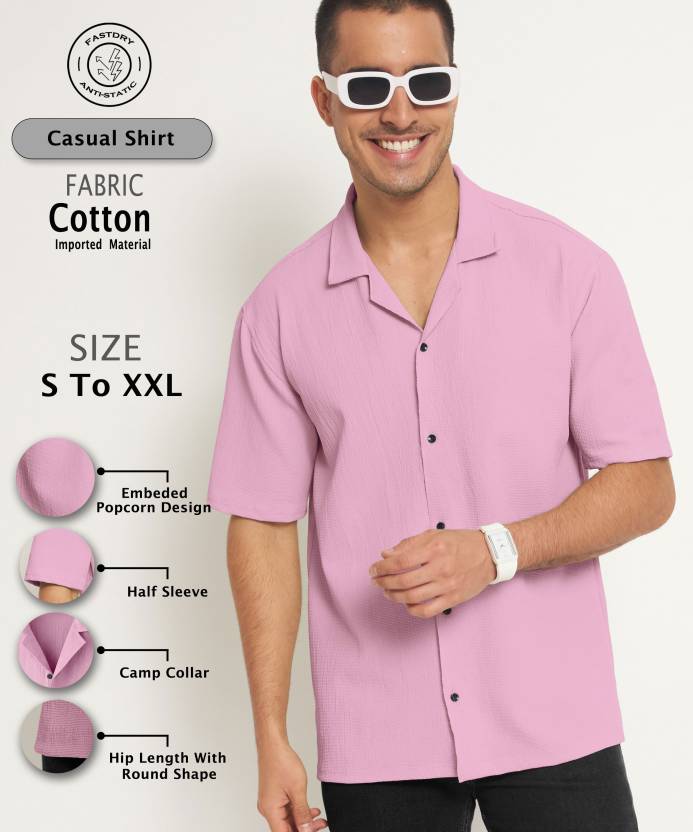 FASTDRY
ANTI-STATIC
Casual Shirt
FABRIC
Cotton
Imported Material
SIZE
S To XXL
Embeded
Popcorn Design
Half Sleeve
Camp Collar
Hip Length With
Round Shape